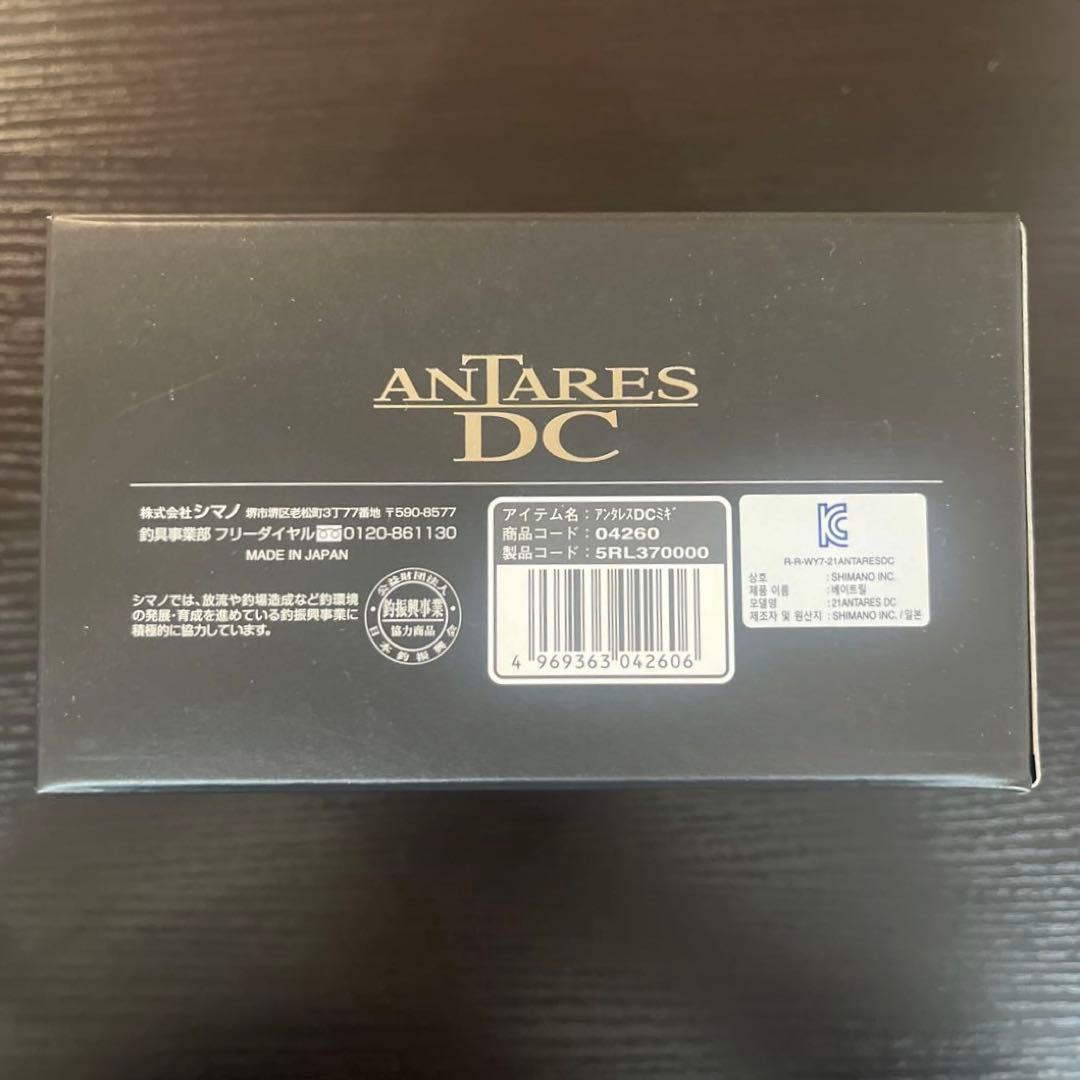 ANTARES
DC
株式会社 シマノ 堺市堺区老松町3丁77番地 〒590-8577
釣具事業部 フリーダイヤル 0120-861130
MADE IN JAPAN
シマノでは、放流や釣場造成など釣環境
の発展・育成を進めている釣振興事業に
積極的に協力しています。
公益財団法人
釣振興事業
協力商品
日本釣振興会
アイテム名：ｱﾝﾀﾚｽDCﾐｷﾞ
商品コード：04260
製品コード：5RL370000
4 969363 042606
KC
R-R-WY7-21ANTARESDC
상호 : SHIMANO INC.
제품 이름 : 베이트릴
모델명 : 21ANTARES DC
제조자 및 원산지 : SHIMANO INC. / 일본